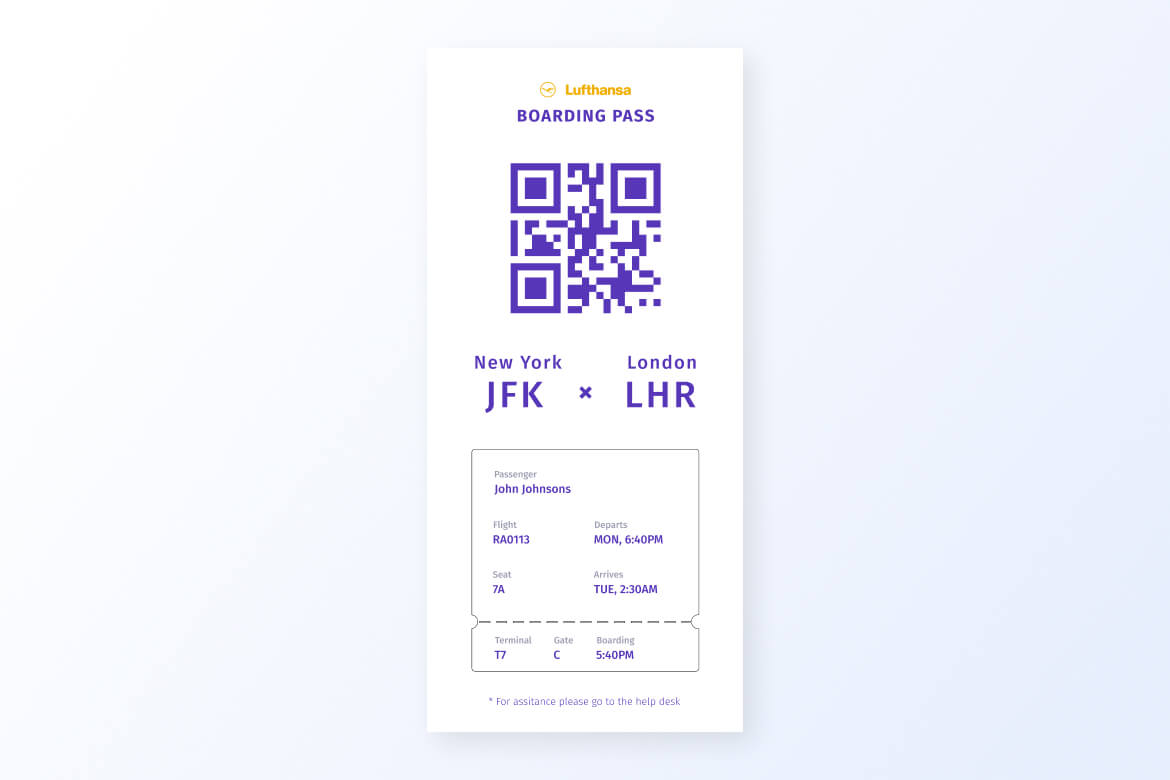 Lufthansa
BOARDING PASS
New York London
JFK × LHR
Passenger
John Johnsons
Flight Departs
RA0113 MON, 6:40PM
Seat Arrives
7A TUE, 2:30AM
Terminal Gate Boarding
T7 C 5:40PM
* For assitance please go to the help desk